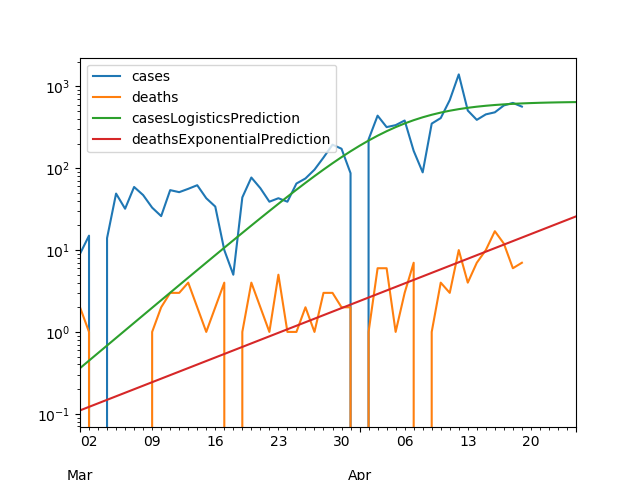 cases
deaths
casesLogisticsPrediction
deathsExponentialPrediction
10³
10²
10¹
10⁰
10⁻¹
02 09 16 23 30 06 13 20
Mar Apr